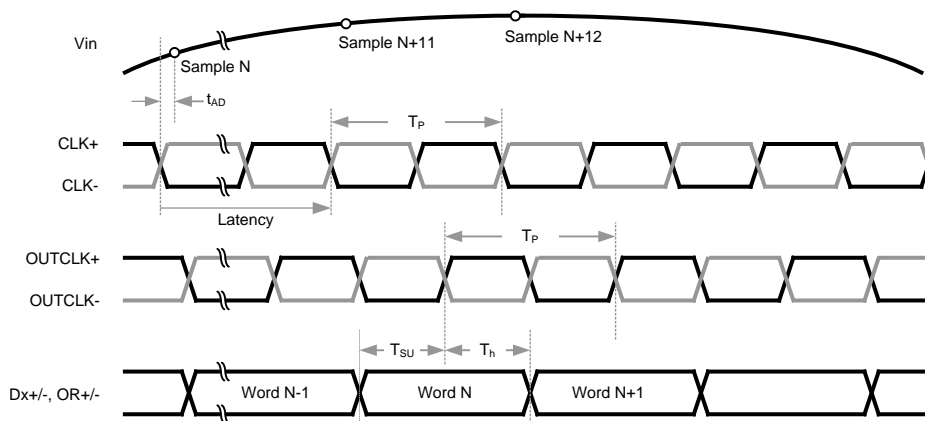 Vin
Sample N
Sample N+11
Sample N+12
tAD
CLK+
CLK-
TP
Latency
OUTCLK+
OUTCLK-
TP
TSU
Th
Dx+/-, OR+/-
Word N-1
Word N
Word N+1